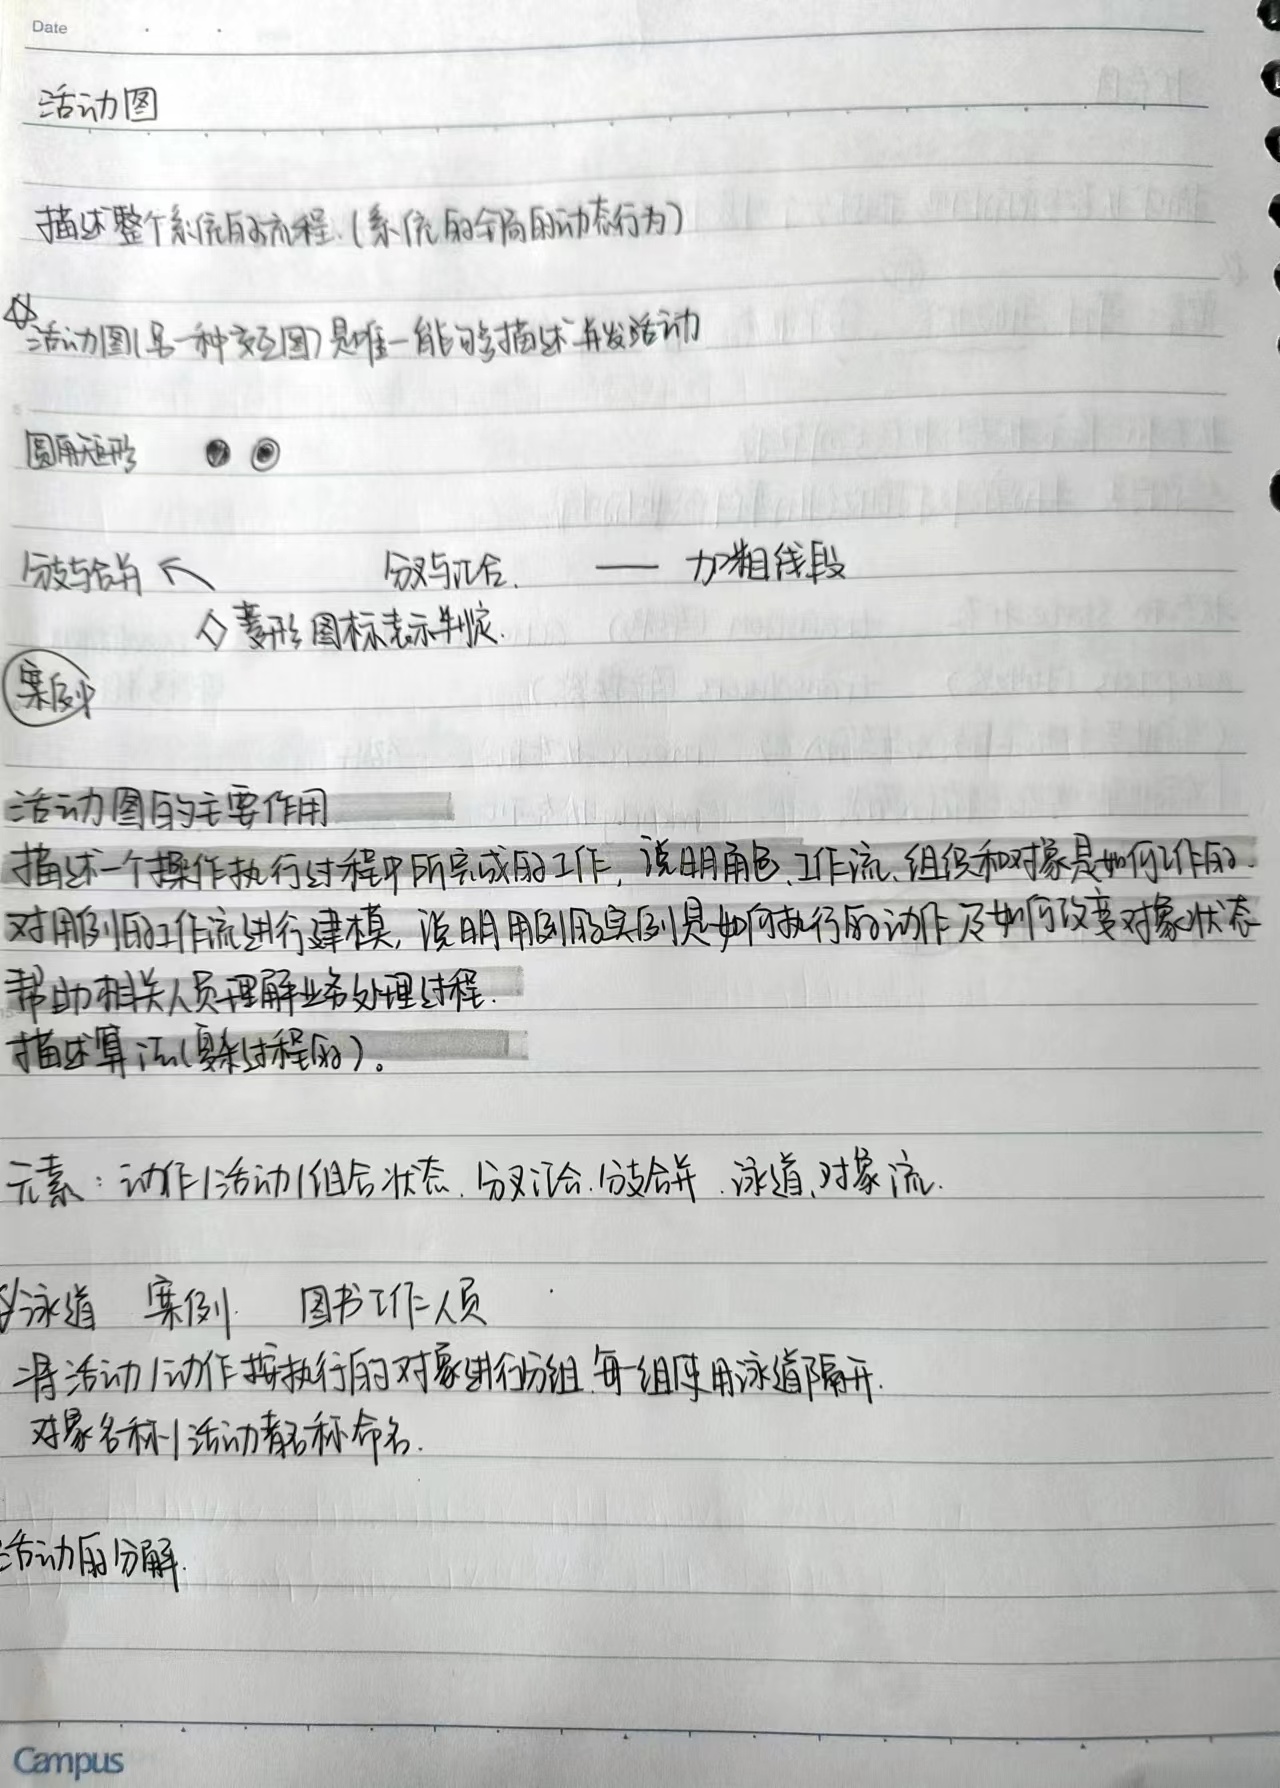 Date
活动图
描述整个系统的流程.(系统的全局的动态行为)
活动图(另一种交互图)是唯一能够描述并发活动
圆角矩形
分支与合并 分叉与汇合. 加粗线段
菱形图标表示判定.
案例
活动图的主要作用
描述一个操作执行过程中所完成的工作,说明角色、工作流、组织和对象是如何工作的.
对用例的工作流进行建模,说明用例的实例是如何执行的动作及如何改变对象状态
帮助相关人员理解业务处理过程.
描述算法(复杂过程的)。
元素:动作/活动/组合状态、分叉汇合、分支合并、泳道、对象流.
泳道 案例. 图书工作人员
将活动/动作按执行的对象进行分组,每一组使用泳道隔开.
对象名称/活动者名称命名.
活动的分解.
Campus